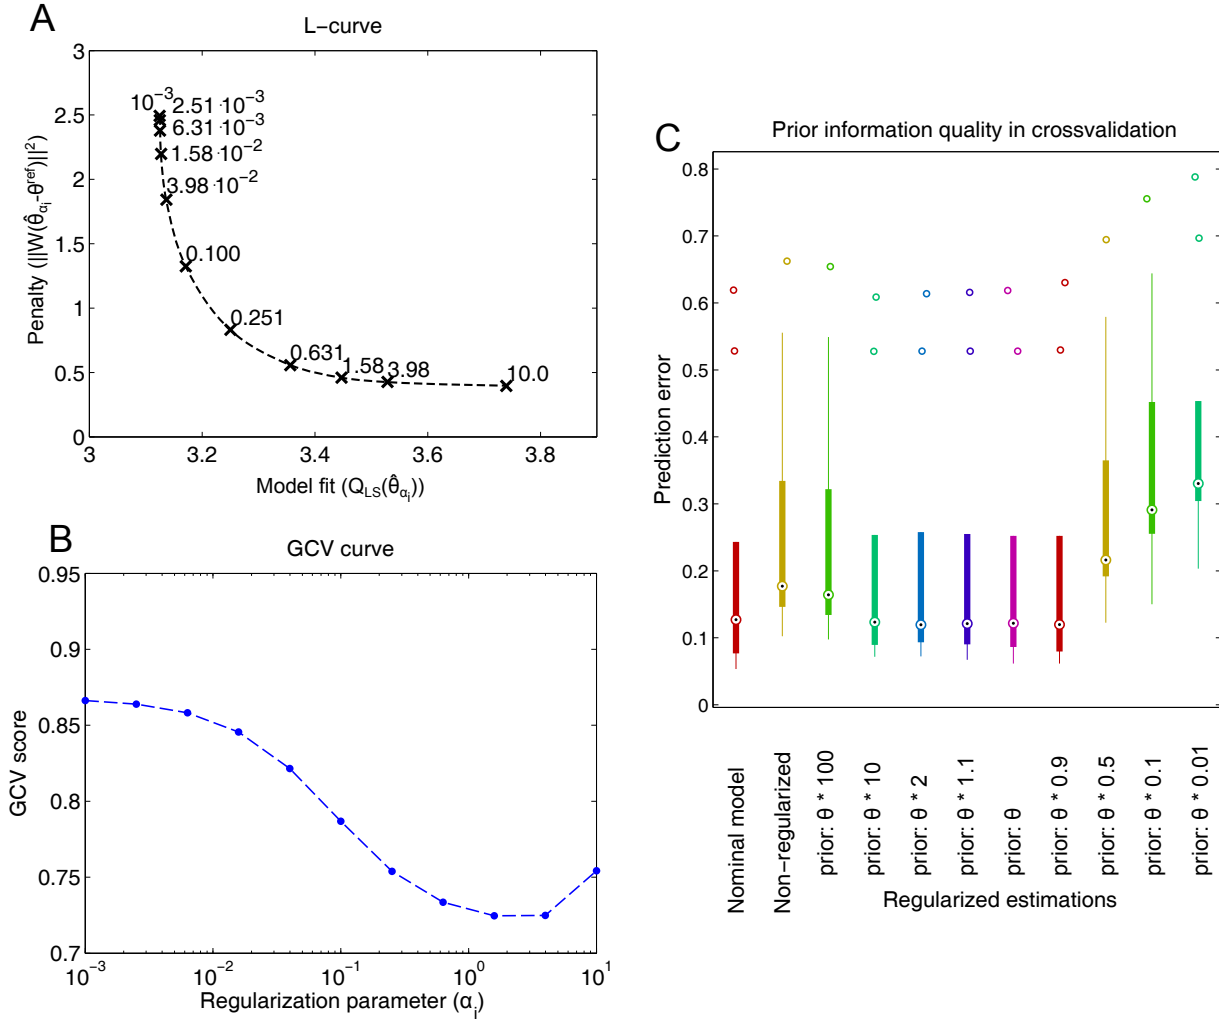 A
L−curve
3
2.5
2
1.5
1
0.5
0
10⁻³
2.51·10⁻³
6.31·10⁻³
1.58·10⁻²
3.98·10⁻²
0.100
0.251
0.631
1.58
3.98
10.0
3 3.2 3.4 3.6 3.8
Penalty (||W(θ̂αᵢ-θʳᵉᶠ)||²)
Model fit (Q_LS(θ̂αᵢ))
B
GCV curve
0.95
0.9
0.85
0.8
0.75
0.7
10⁻³ 10⁻² 10⁻¹ 10⁰ 10¹
GCV score
Regularization parameter (αᵢ)
C
Prior information quality in crossvalidation
0.8
0.7
0.6
0.5
0.4
0.3
0.2
0.1
0
Prediction error
Nominal model
Non−regularized
prior: θ * 100
prior: θ * 10
prior: θ * 2
prior: θ * 1.1
prior: θ
prior: θ * 0.9
prior: θ * 0.5
prior: θ * 0.1
prior: θ * 0.01
Regularized estimations